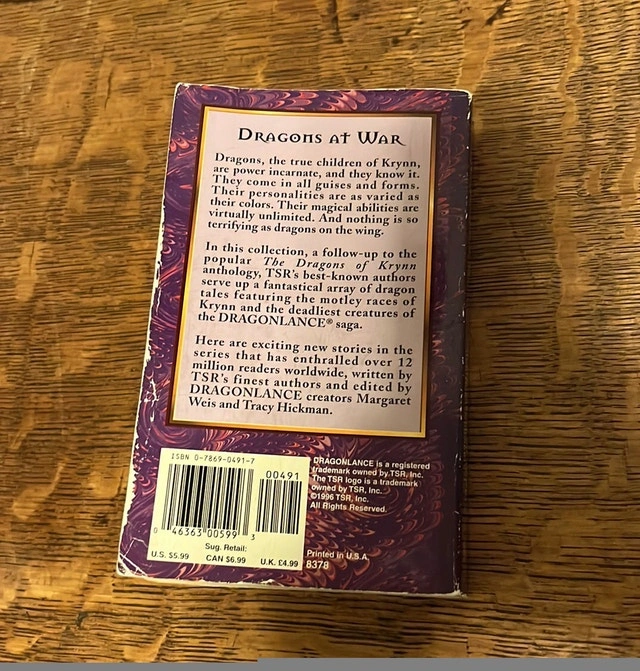 DRAGONS AT WAR
Dragons, the true children of Krynn,
are power incarnate, and they know it.
They come in all guises and forms.
Their personalities are as varied as
their colors. Their magical abilities are
virtually unlimited. And nothing is so
terrifying as dragons on the wing.
In this collection, a follow-up to the
popular The Dragons of Krynn
anthology, TSR's best-known authors
serve up a fantastical array of dragon
tales featuring the motley races of
Krynn and the deadliest creatures of
the DRAGONLANCE® saga.
Here are exciting new stories in the
series that has enthralled over 12
million readers worldwide, written by
TSR's finest authors and edited by
DRAGONLANCE creators Margaret
Weis and Tracy Hickman.
ISBN 0-7869-0491-7
00491
0 46363 00599 3
Sug. Retail:
U.S. $5.99 CAN $6.99 U.K. £4.99
DRAGONLANCE is a registered
trademark owned by TSR, Inc.
The TSR logo is a trademark
owned by TSR, Inc.
©1996 TSR, Inc.
All Rights Reserved.
Printed in U.S.A.
8378